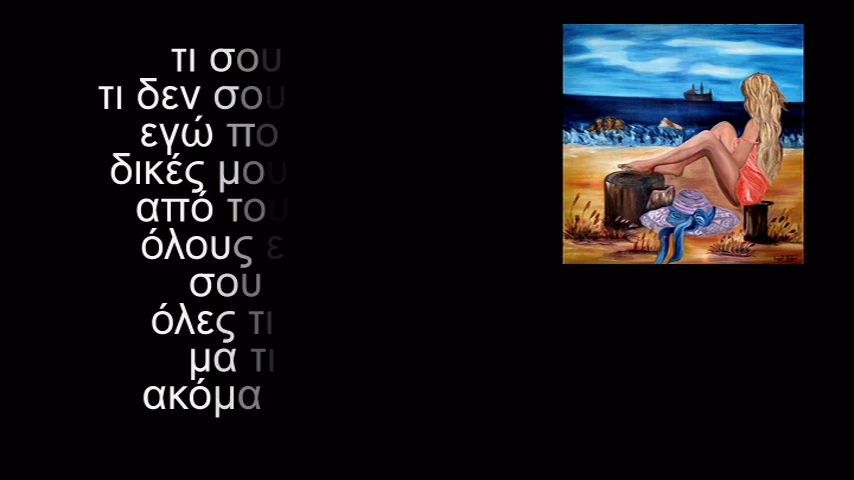 τι σου
τι δεν σου
εγώ πο
δικές μου
από του
όλους ε
σου
όλες τι
μα τι
ακόμα